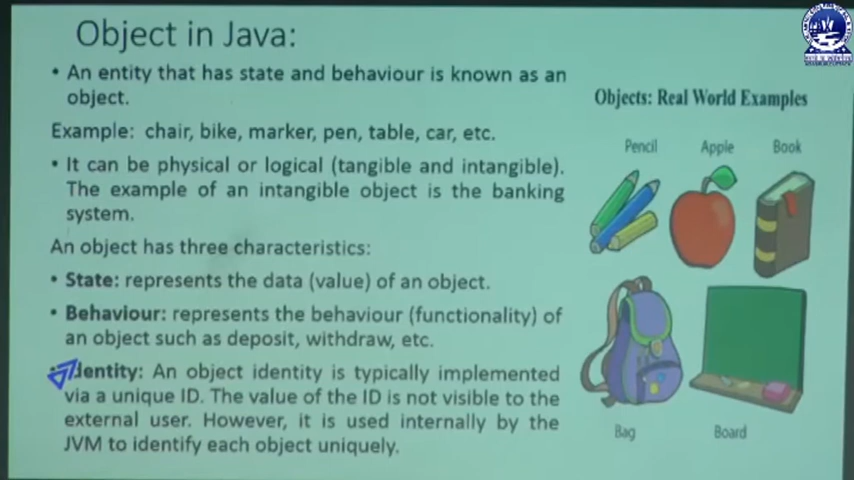 Object in Java:
• An entity that has state and behaviour is known as an
object.
Example: chair, bike, marker, pen, table, car, etc.
• It can be physical or logical (tangible and intangible).
The example of an intangible object is the banking
system.
An object has three characteristics:
• State: represents the data (value) of an object.
• Behaviour: represents the behaviour (functionality) of
an object such as deposit, withdraw, etc.
dentity: An object identity is typically implemented
via a unique ID. The value of the ID is not visible to the
external user. However, it is used internally by the
JVM to identify each object uniquely.
Objects: Real World Examples
Pencil Apple Book
Bag Board